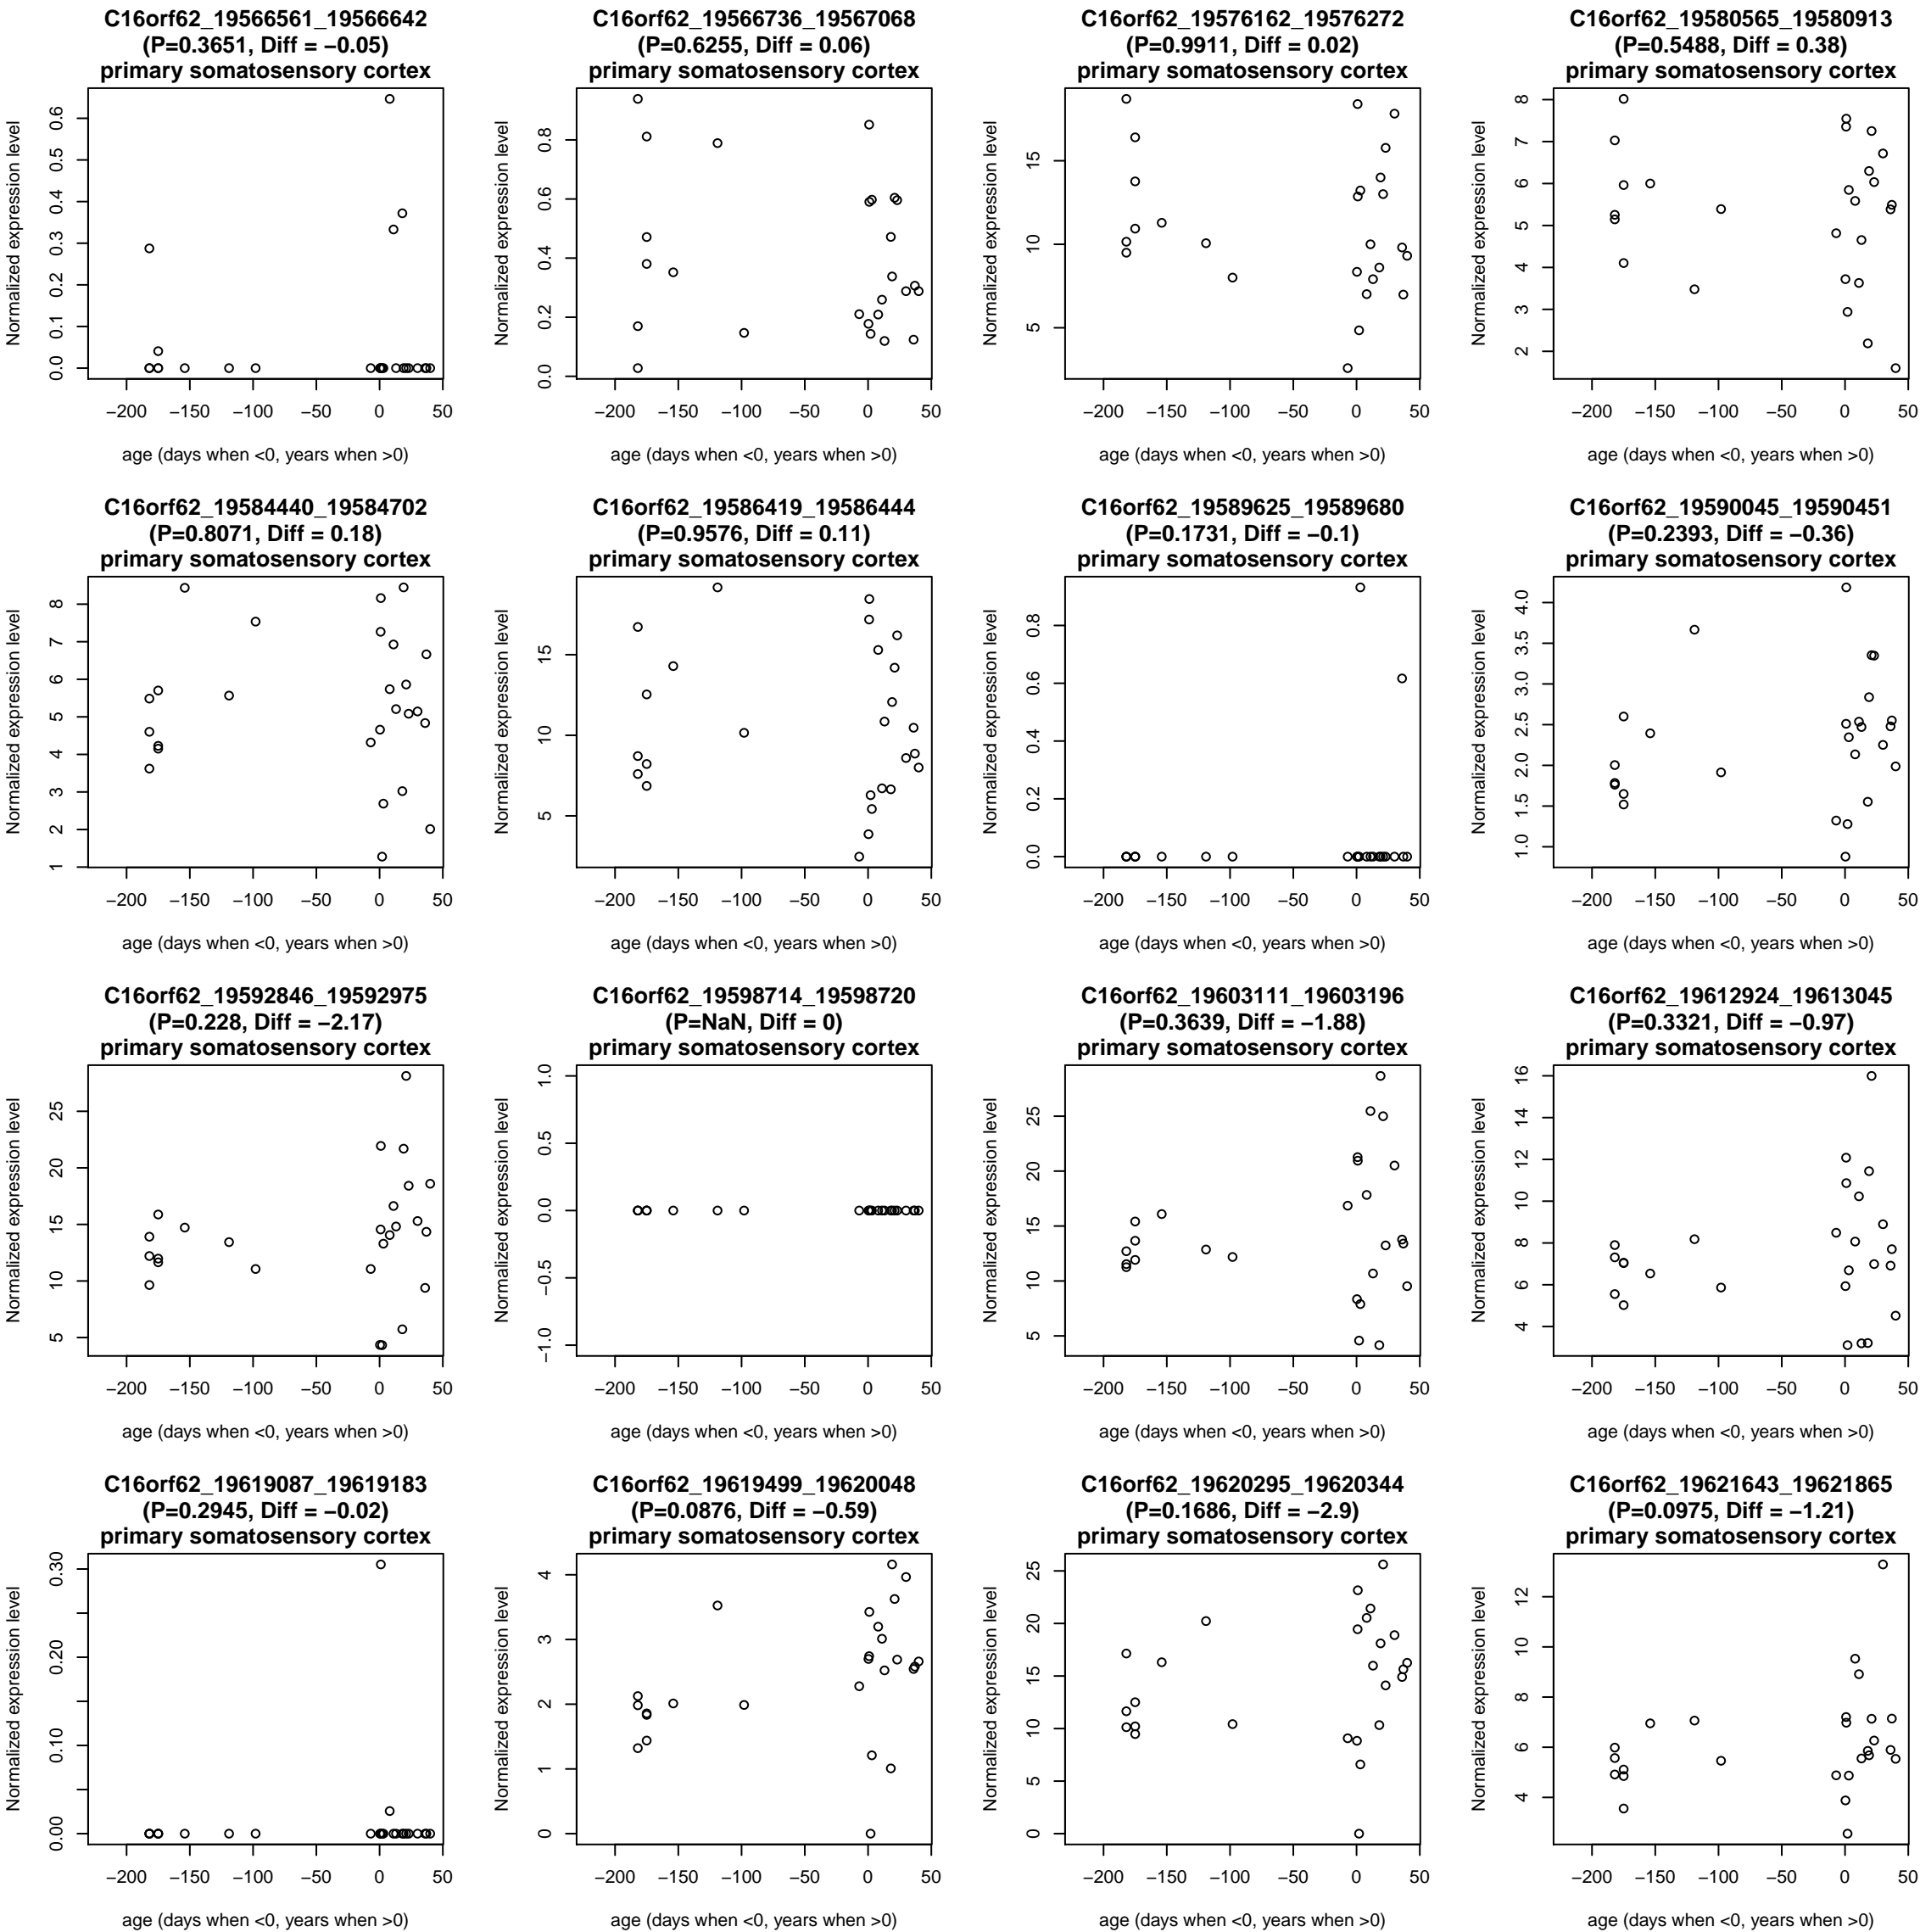 C16orf62_19566561_19566642
(P=0.3651, Diff = −0.05)
primary somatosensory cortex
Normalized expression level
0.0 0.1 0.2 0.3 0.4 0.5 0.6
−200 −150 −100 −50 0 50
age (days when <0, years when >0)
C16orf62_19566736_19567068
(P=0.6255, Diff = 0.06)
primary somatosensory cortex
Normalized expression level
0.0 0.2 0.4 0.6 0.8
−200 −150 −100 −50 0 50
age (days when <0, years when >0)
C16orf62_19576162_19576272
(P=0.9911, Diff = 0.02)
primary somatosensory cortex
Normalized expression level
5 10 15
−200 −150 −100 −50 0 50
age (days when <0, years when >0)
C16orf62_19580565_19580913
(P=0.5488, Diff = 0.38)
primary somatosensory cortex
Normalized expression level
2 3 4 5 6 7 8
−200 −150 −100 −50 0 50
age (days when <0, years when >0)
C16orf62_19584440_19584702
(P=0.8071, Diff = 0.18)
primary somatosensory cortex
Normalized expression level
1 2 3 4 5 6 7 8
−200 −150 −100 −50 0 50
age (days when <0, years when >0)
C16orf62_19586419_19586444
(P=0.9576, Diff = 0.11)
primary somatosensory cortex
Normalized expression level
5 10 15
−200 −150 −100 −50 0 50
age (days when <0, years when >0)
C16orf62_19589625_19589680
(P=0.1731, Diff = −0.1)
primary somatosensory cortex
Normalized expression level
0.0 0.2 0.4 0.6 0.8
−200 −150 −100 −50 0 50
age (days when <0, years when >0)
C16orf62_19590045_19590451
(P=0.2393, Diff = −0.36)
primary somatosensory cortex
Normalized expression level
1.0 1.5 2.0 2.5 3.0 3.5 4.0
−200 −150 −100 −50 0 50
age (days when <0, years when >0)
C16orf62_19592846_19592975
(P=0.228, Diff = −2.17)
primary somatosensory cortex
Normalized expression level
5 10 15 20 25
−200 −150 −100 −50 0 50
age (days when <0, years when >0)
C16orf62_19598714_19598720
(P=NaN, Diff = 0)
primary somatosensory cortex
Normalized expression level
−1.0 −0.5 0.0 0.5 1.0
−200 −150 −100 −50 0 50
age (days when <0, years when >0)
C16orf62_19603111_19603196
(P=0.3639, Diff = −1.88)
primary somatosensory cortex
Normalized expression level
5 10 15 20 25
−200 −150 −100 −50 0 50
age (days when <0, years when >0)
C16orf62_19612924_19613045
(P=0.3321, Diff = −0.97)
primary somatosensory cortex
Normalized expression level
4 6 8 10 12 14 16
−200 −150 −100 −50 0 50
age (days when <0, years when >0)
C16orf62_19619087_19619183
(P=0.2945, Diff = −0.02)
primary somatosensory cortex
Normalized expression level
0.00 0.10 0.20 0.30
−200 −150 −100 −50 0 50
age (days when <0, years when >0)
C16orf62_19619499_19620048
(P=0.0876, Diff = −0.59)
primary somatosensory cortex
Normalized expression level
0 1 2 3 4
−200 −150 −100 −50 0 50
age (days when <0, years when >0)
C16orf62_19620295_19620344
(P=0.1686, Diff = −2.9)
primary somatosensory cortex
Normalized expression level
0 5 10 15 20 25
−200 −150 −100 −50 0 50
age (days when <0, years when >0)
C16orf62_19621643_19621865
(P=0.0975, Diff = −1.21)
primary somatosensory cortex
Normalized expression level
4 6 8 10 12
−200 −150 −100 −50 0 50
age (days when <0, years when >0)